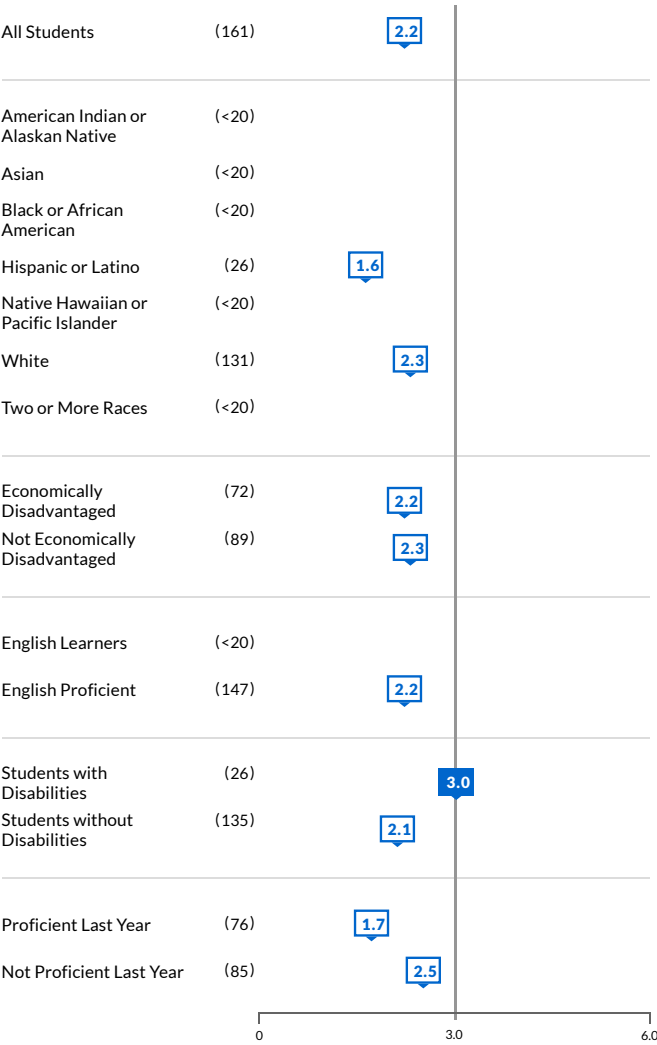 All Students (161) 2.2
American Indian or (<20)
Alaskan Native
Asian (<20)
Black or African (<20)
American
Hispanic or Latino (26) 1.6
Native Hawaiian or (<20)
Pacific Islander
White (131) 2.3
Two or More Races (<20)
Economically (72) 2.2
Disadvantaged
Not Economically (89) 2.3
Disadvantaged
English Learners (<20)
English Proficient (147) 2.2
Students with (26) 3.0
Disabilities
Students without (135) 2.1
Disabilities
Proficient Last Year (76) 1.7
Not Proficient Last Year (85) 2.5
0 3.0 6.0